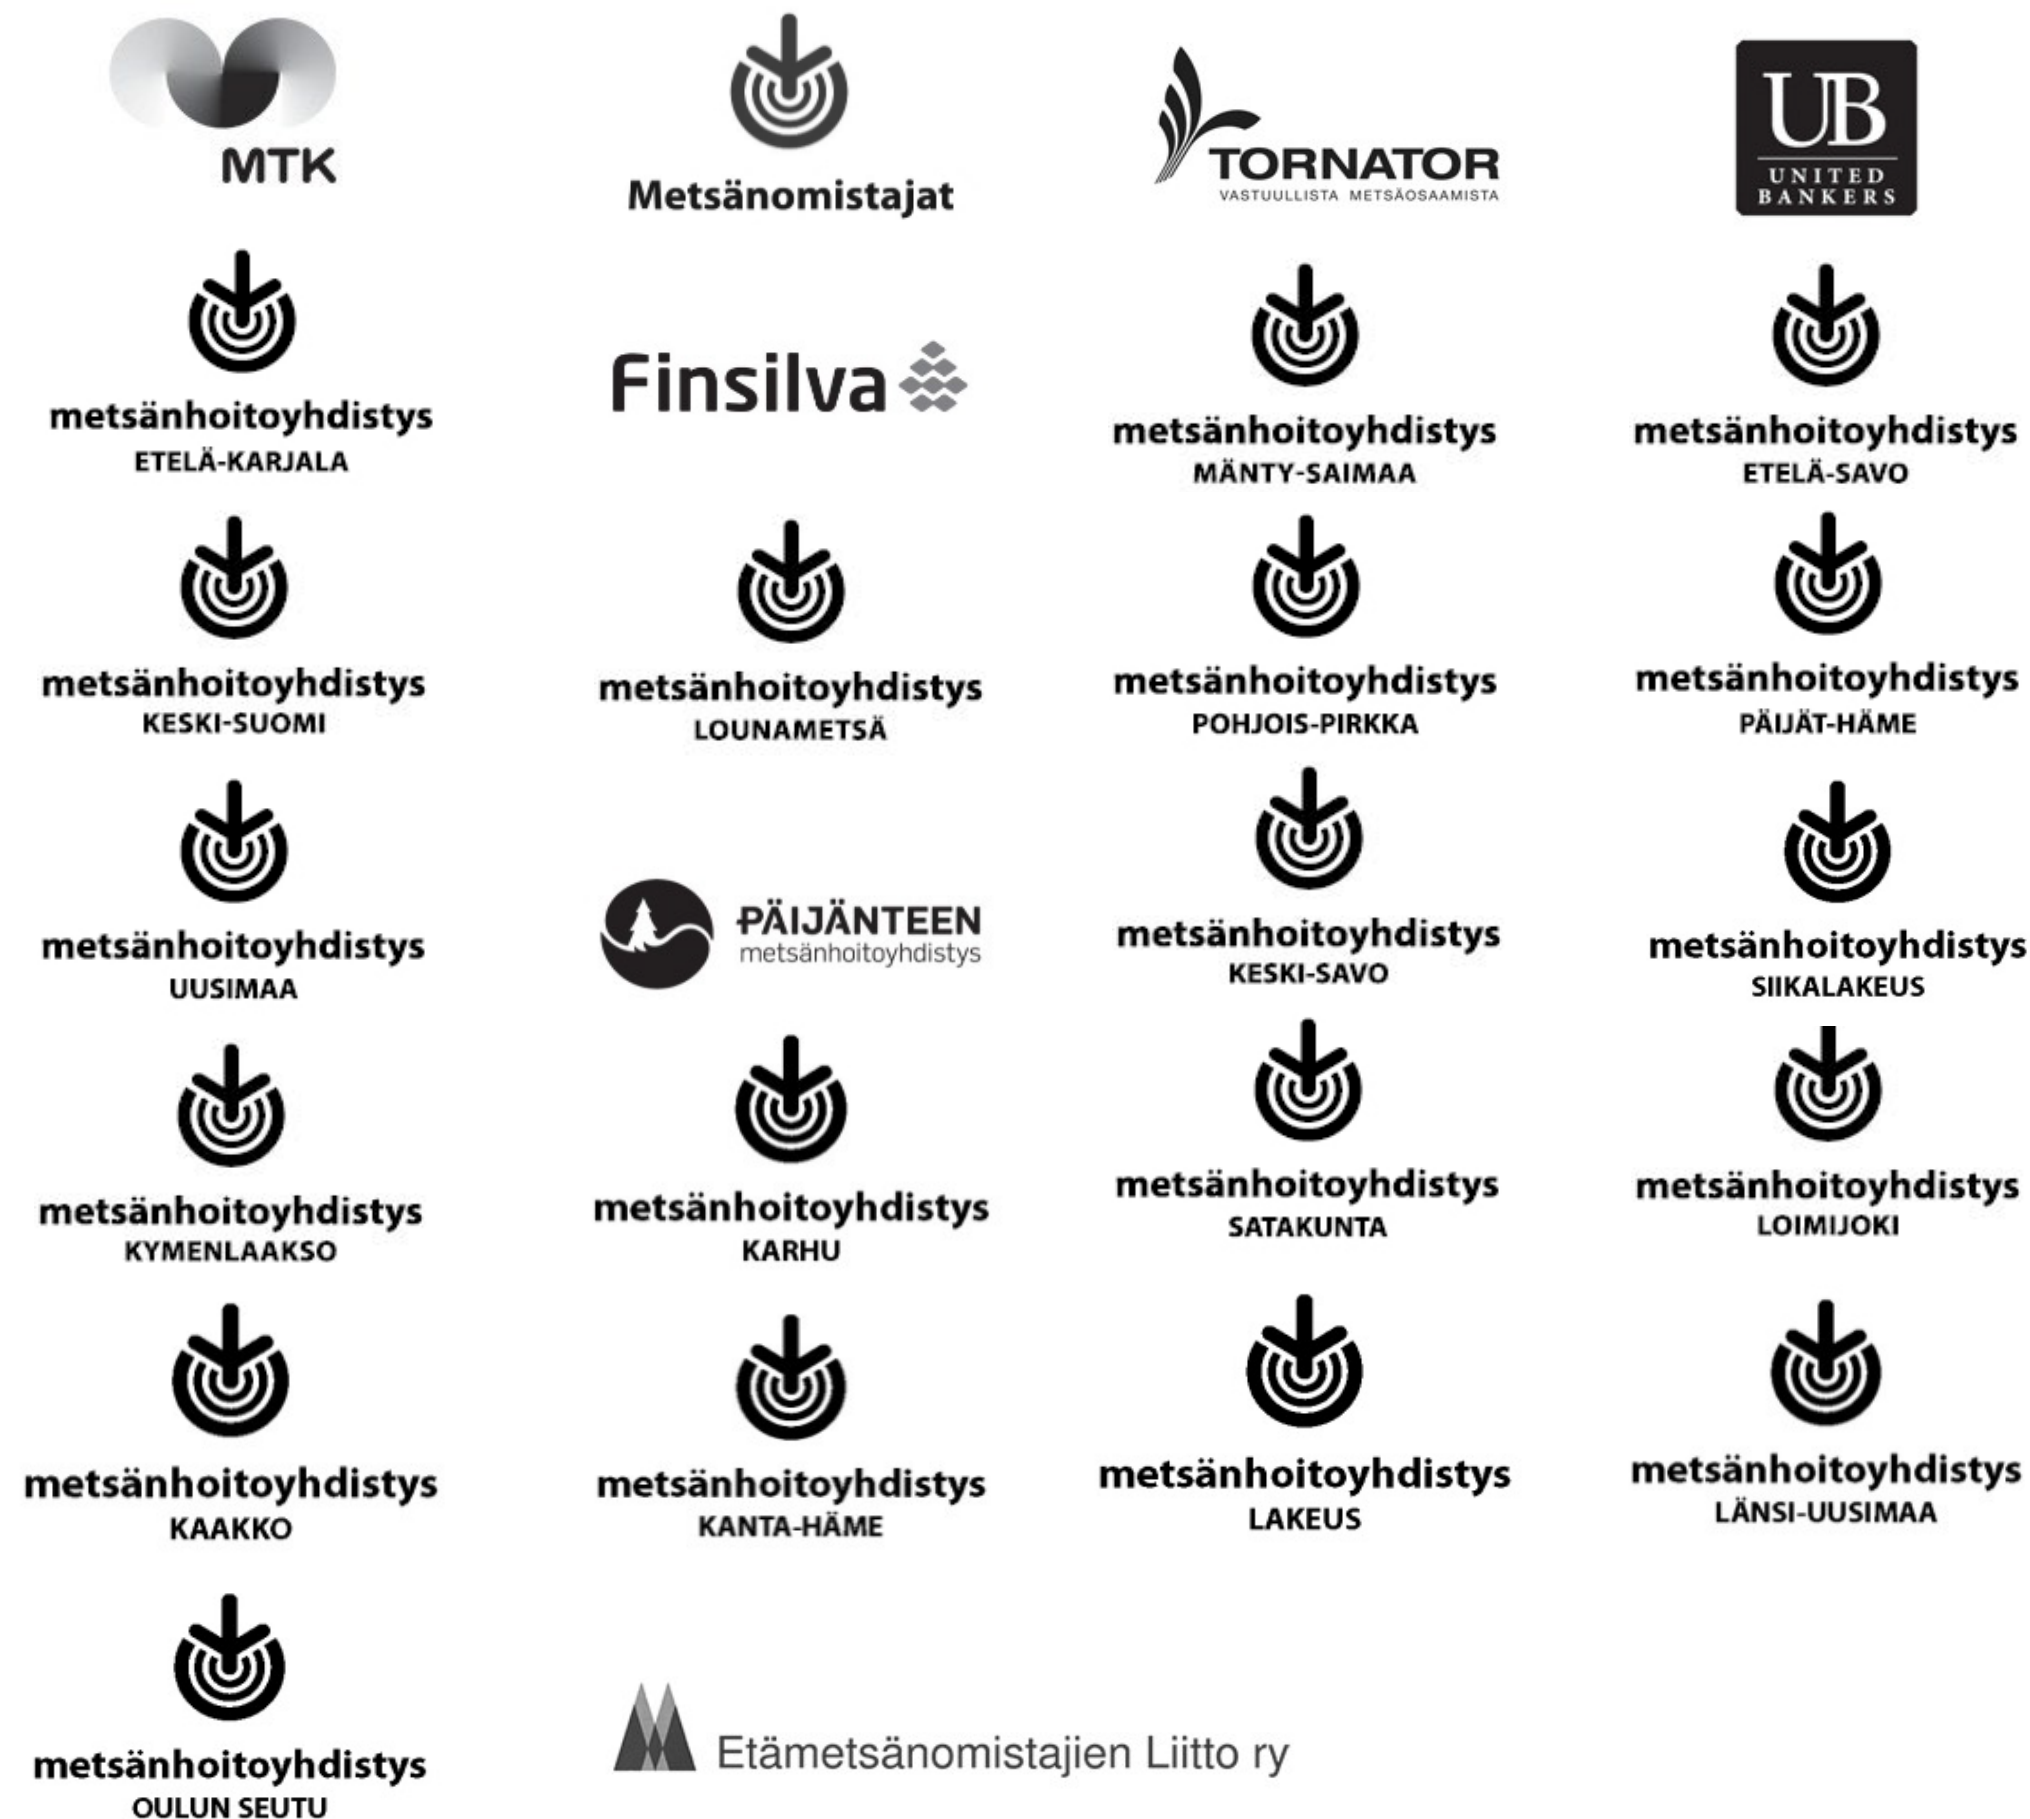 MTK
Metsänomistajat
TORNATOR
VASTUULLISTA METSÄOSAAMISTA
UB
UNITED
BANKERS
metsänhoitoyhdistys
ETELÄ-KARJALA
Finsilva
metsänhoitoyhdistys
MÄNTY-SAIMAA
metsänhoitoyhdistys
ETELÄ-SAVO
metsänhoitoyhdistys
KESKI-SUOMI
metsänhoitoyhdistys
LOUNAMETSÄ
metsänhoitoyhdistys
POHJOIS-PIRKKA
metsänhoitoyhdistys
PÄIJÄT-HÄME
metsänhoitoyhdistys
UUSIMAA
PÄIJÄNTEEN
metsänhoitoyhdistys
metsänhoitoyhdistys
KESKI-SAVO
metsänhoitoyhdistys
SIIKALAKEUS
metsänhoitoyhdistys
KYMENLAAKSO
metsänhoitoyhdistys
KARHU
metsänhoitoyhdistys
SATAKUNTA
metsänhoitoyhdistys
LOIMIJOKI
metsänhoitoyhdistys
KAAKKO
metsänhoitoyhdistys
KANTA-HÄME
metsänhoitoyhdistys
LAKEUS
metsänhoitoyhdistys
LÄNSI-UUSIMAA
metsänhoitoyhdistys
OULUN SEUTU
Etämetsänomistajien Liitto ry